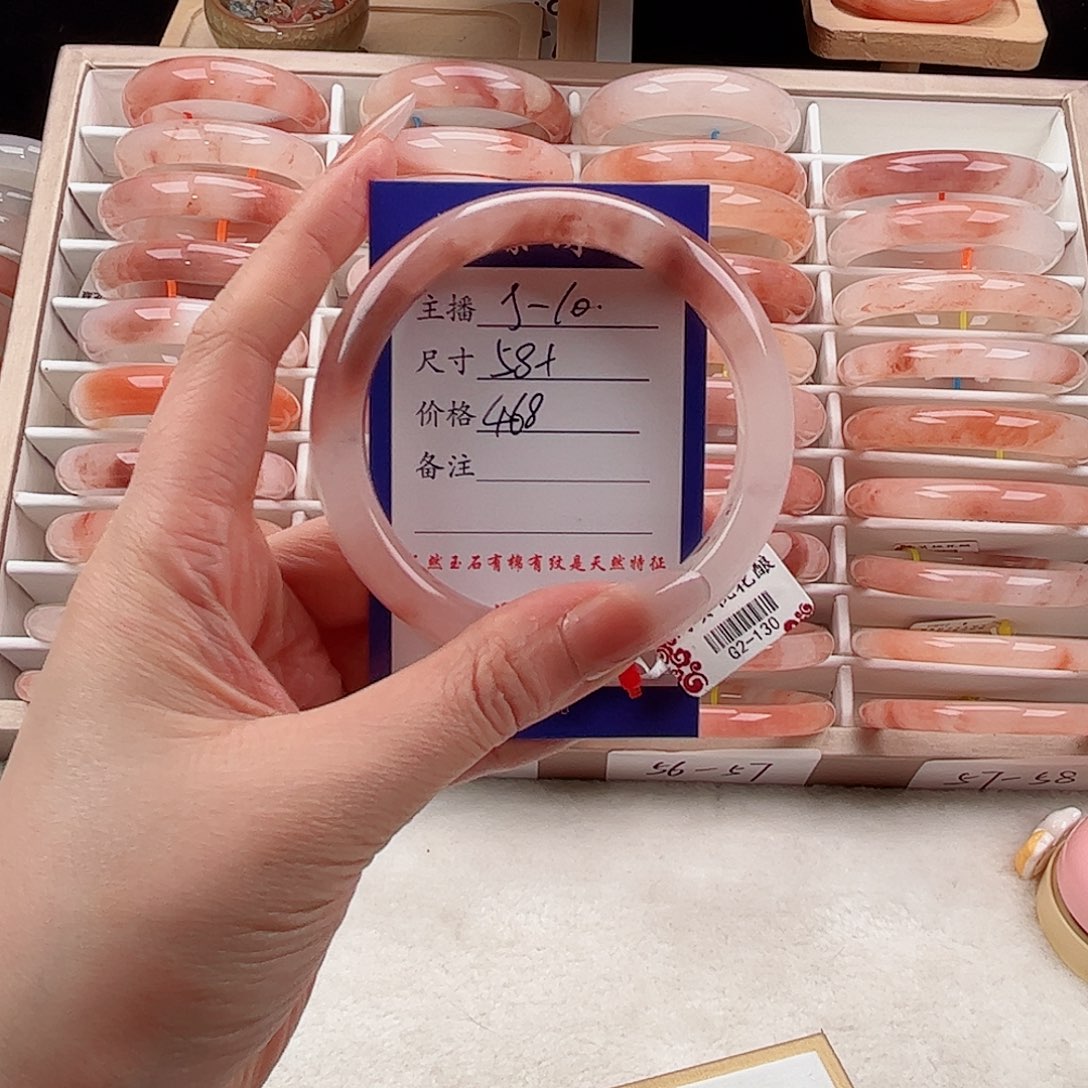 主播 J-10.
尺寸 58+
价格 468
备注
然玉石有棉有纹是天然特征
G2-130
56-57
58-57